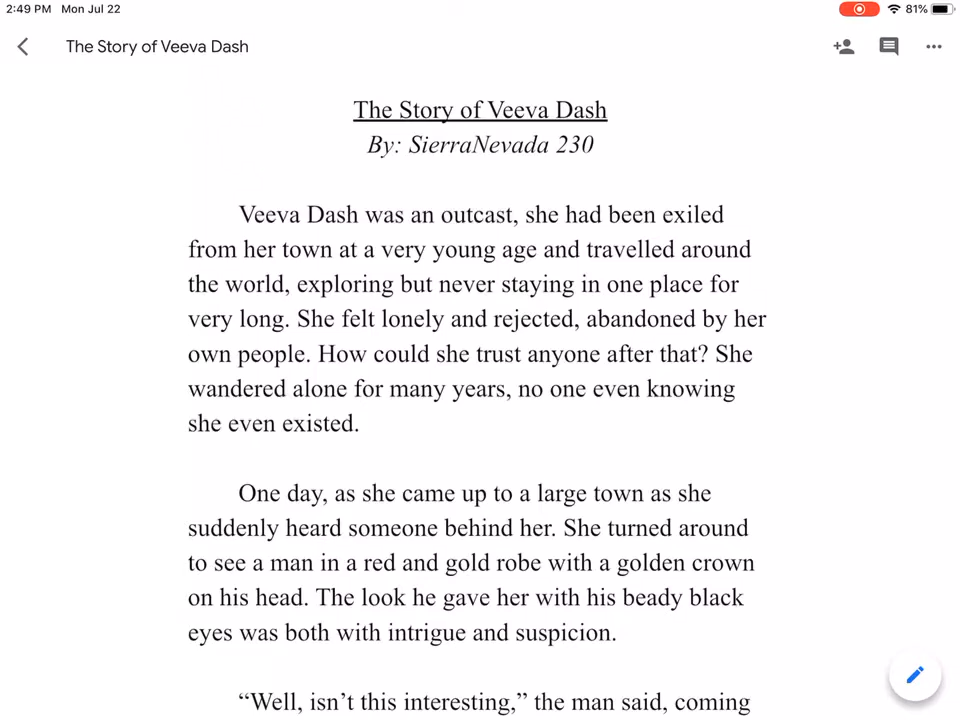 2:49 PM Mon Jul 22 81%
The Story of Veeva Dash
The Story of Veeva Dash
By: SierraNevada 230
Veeva Dash was an outcast, she had been exiled
from her town at a very young age and travelled around
the world, exploring but never staying in one place for
very long. She felt lonely and rejected, abandoned by her
own people. How could she trust anyone after that? She
wandered alone for many years, no one even knowing
she even existed.
One day, as she came up to a large town as she
suddenly heard someone behind her. She turned around
to see a man in a red and gold robe with a golden crown
on his head. The look he gave her with his beady black
eyes was both with intrigue and suspicion.
“Well, isn’t this interesting,” the man said, coming